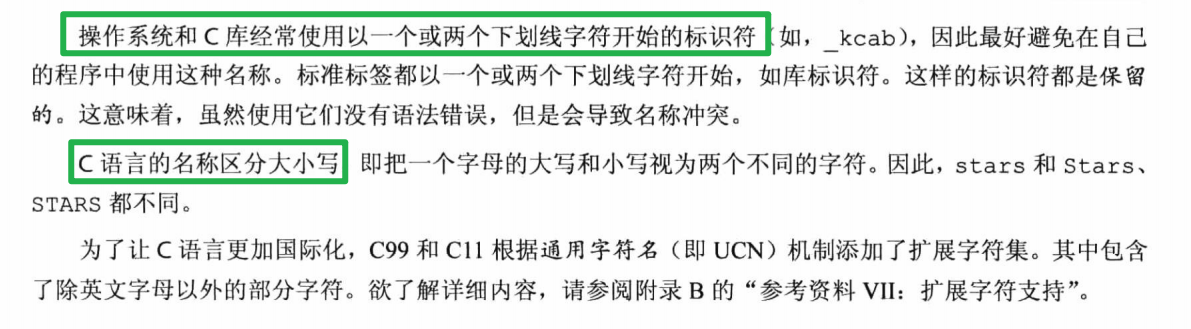 操作系统和 C 库经常使用以一个或两个下划线字符开始的标识符（如，_kcab），因此最好避免在自己
的程序中使用这种名称。标准标签都以一个或两个下划线字符开始，如库标识符。这样的标识符都是保留
的。这意味着，虽然使用它们没有语法错误，但是会导致名称冲突。
C 语言的名称区分大小写 即把一个字母的大写和小写视为两个不同的字符。因此，stars 和 Stars、
STARS 都不同。
为了让 C 语言更加国际化，C99 和 C11 根据通用字符名（即 UCN）机制添加了扩展字符集。其中包含
了除英文字母以外的部分字符。欲了解详细内容，请参阅附录 B 的“参考资料 VII：扩展字符支持”。